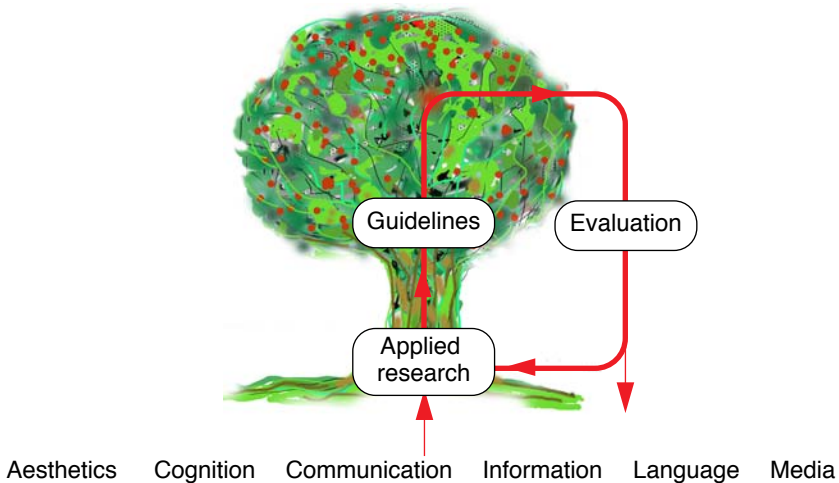 Guidelines
Evaluation
Applied
research
Aesthetics Cognition Communication Information Language Media